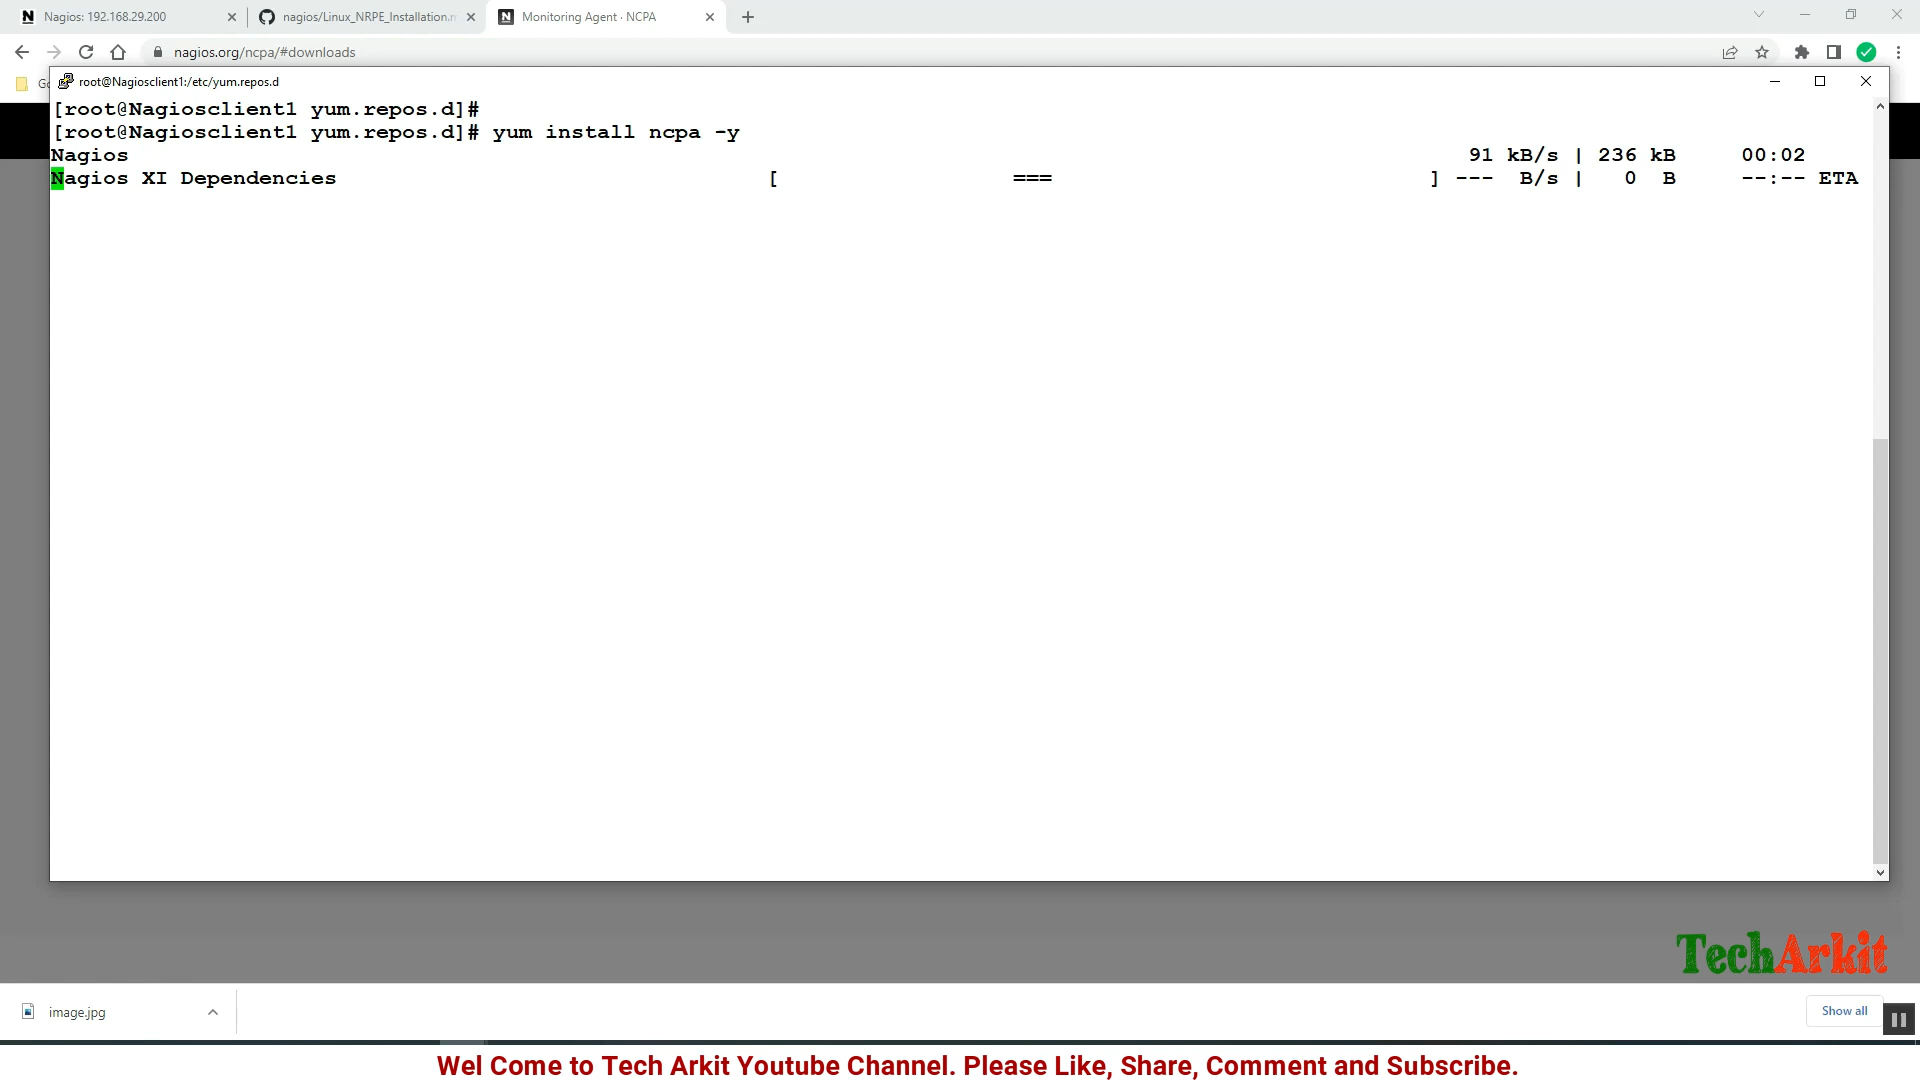 Nagios: 192.168.29.200
nagios/Linux_NRPE_Installation.
Monitoring Agent · NCPA
nagios.org/ncpa/#downloads
root@Nagiosclient1:/etc/yum.repos.d
[root@Nagiosclient1 yum.repos.d]#
[root@Nagiosclient1 yum.repos.d]# yum install ncpa -y
Nagios 91 kB/s | 236 kB 00:02
Nagios XI Dependencies [ === ] --- B/s | 0 B --:-- ETA
TechArkit
image.jpg
Show all
Wel Come to Tech Arkit Youtube Channel. Please Like, Share, Comment and Subscribe.